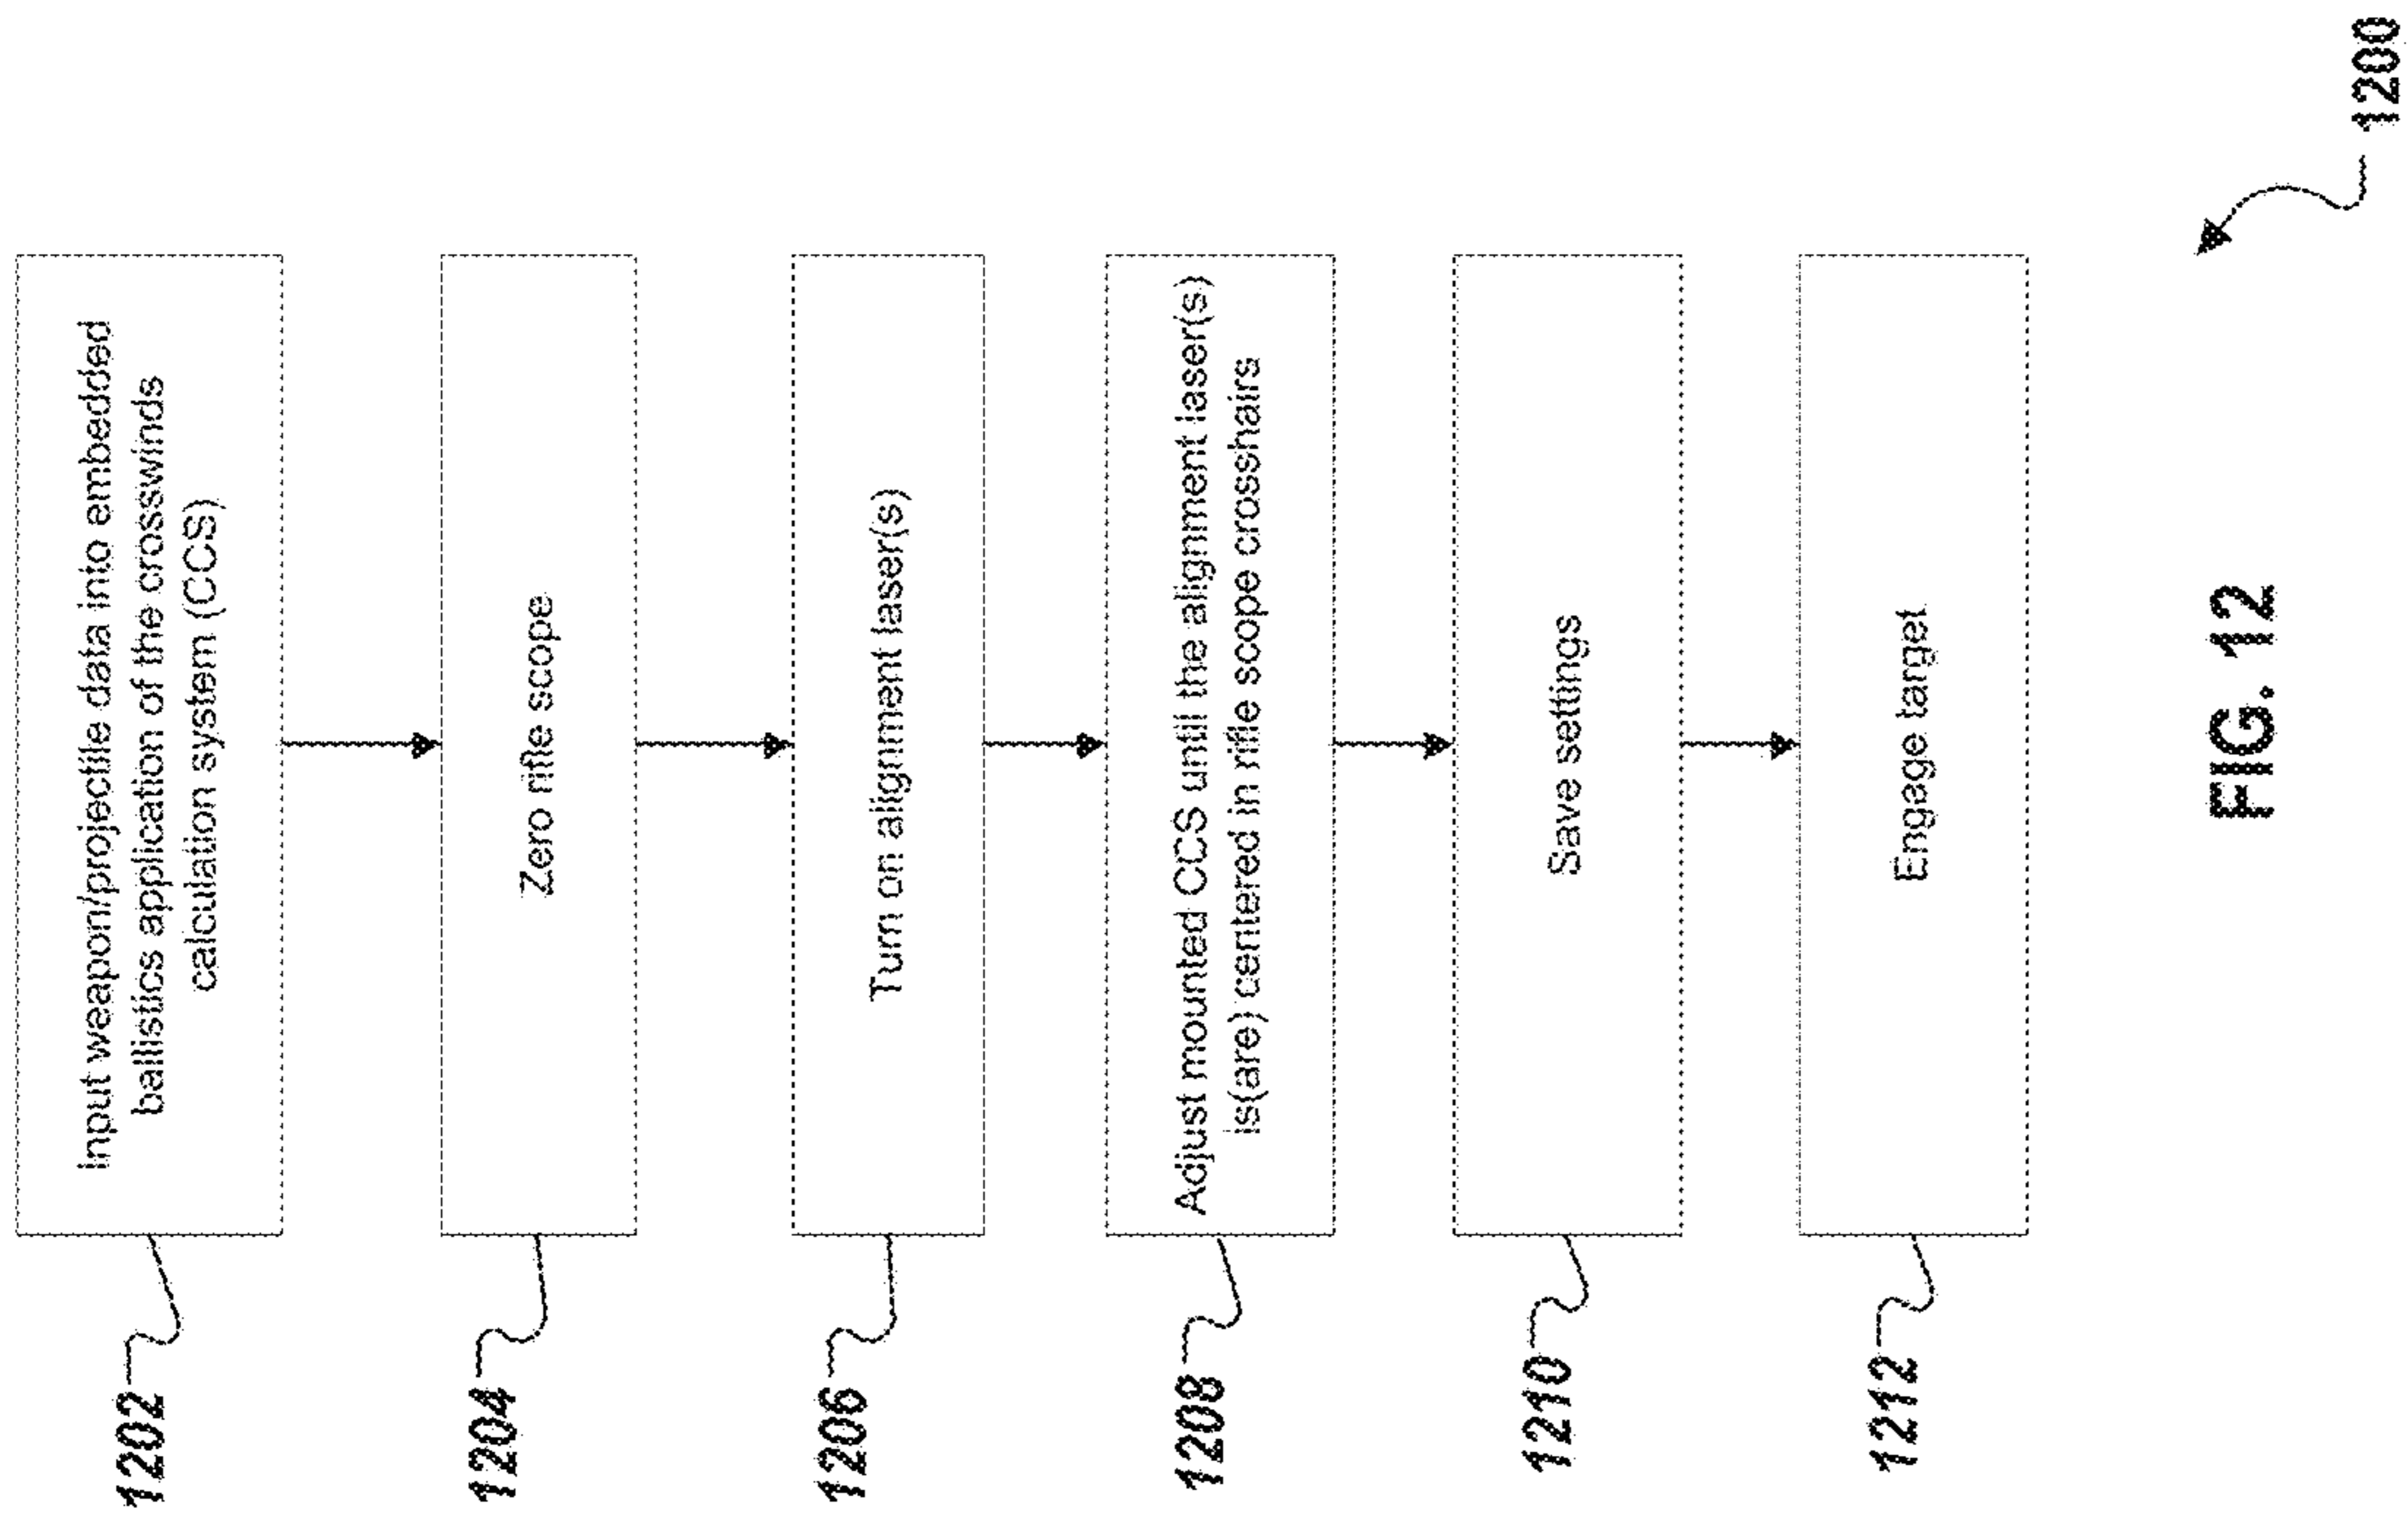 1202
Input weapon/projectile data into embedded
ballistics application of the crosswinds
calculation system (CCS)
1204
Zero rifle scope
1206
Turn on alignment laser(s)
1208
Adjust mounted CCS until the alignment laser(s)
is(are) centered in rifle scope crosshairs
1210
Save settings
1212
Engage target
FIG. 12
1200